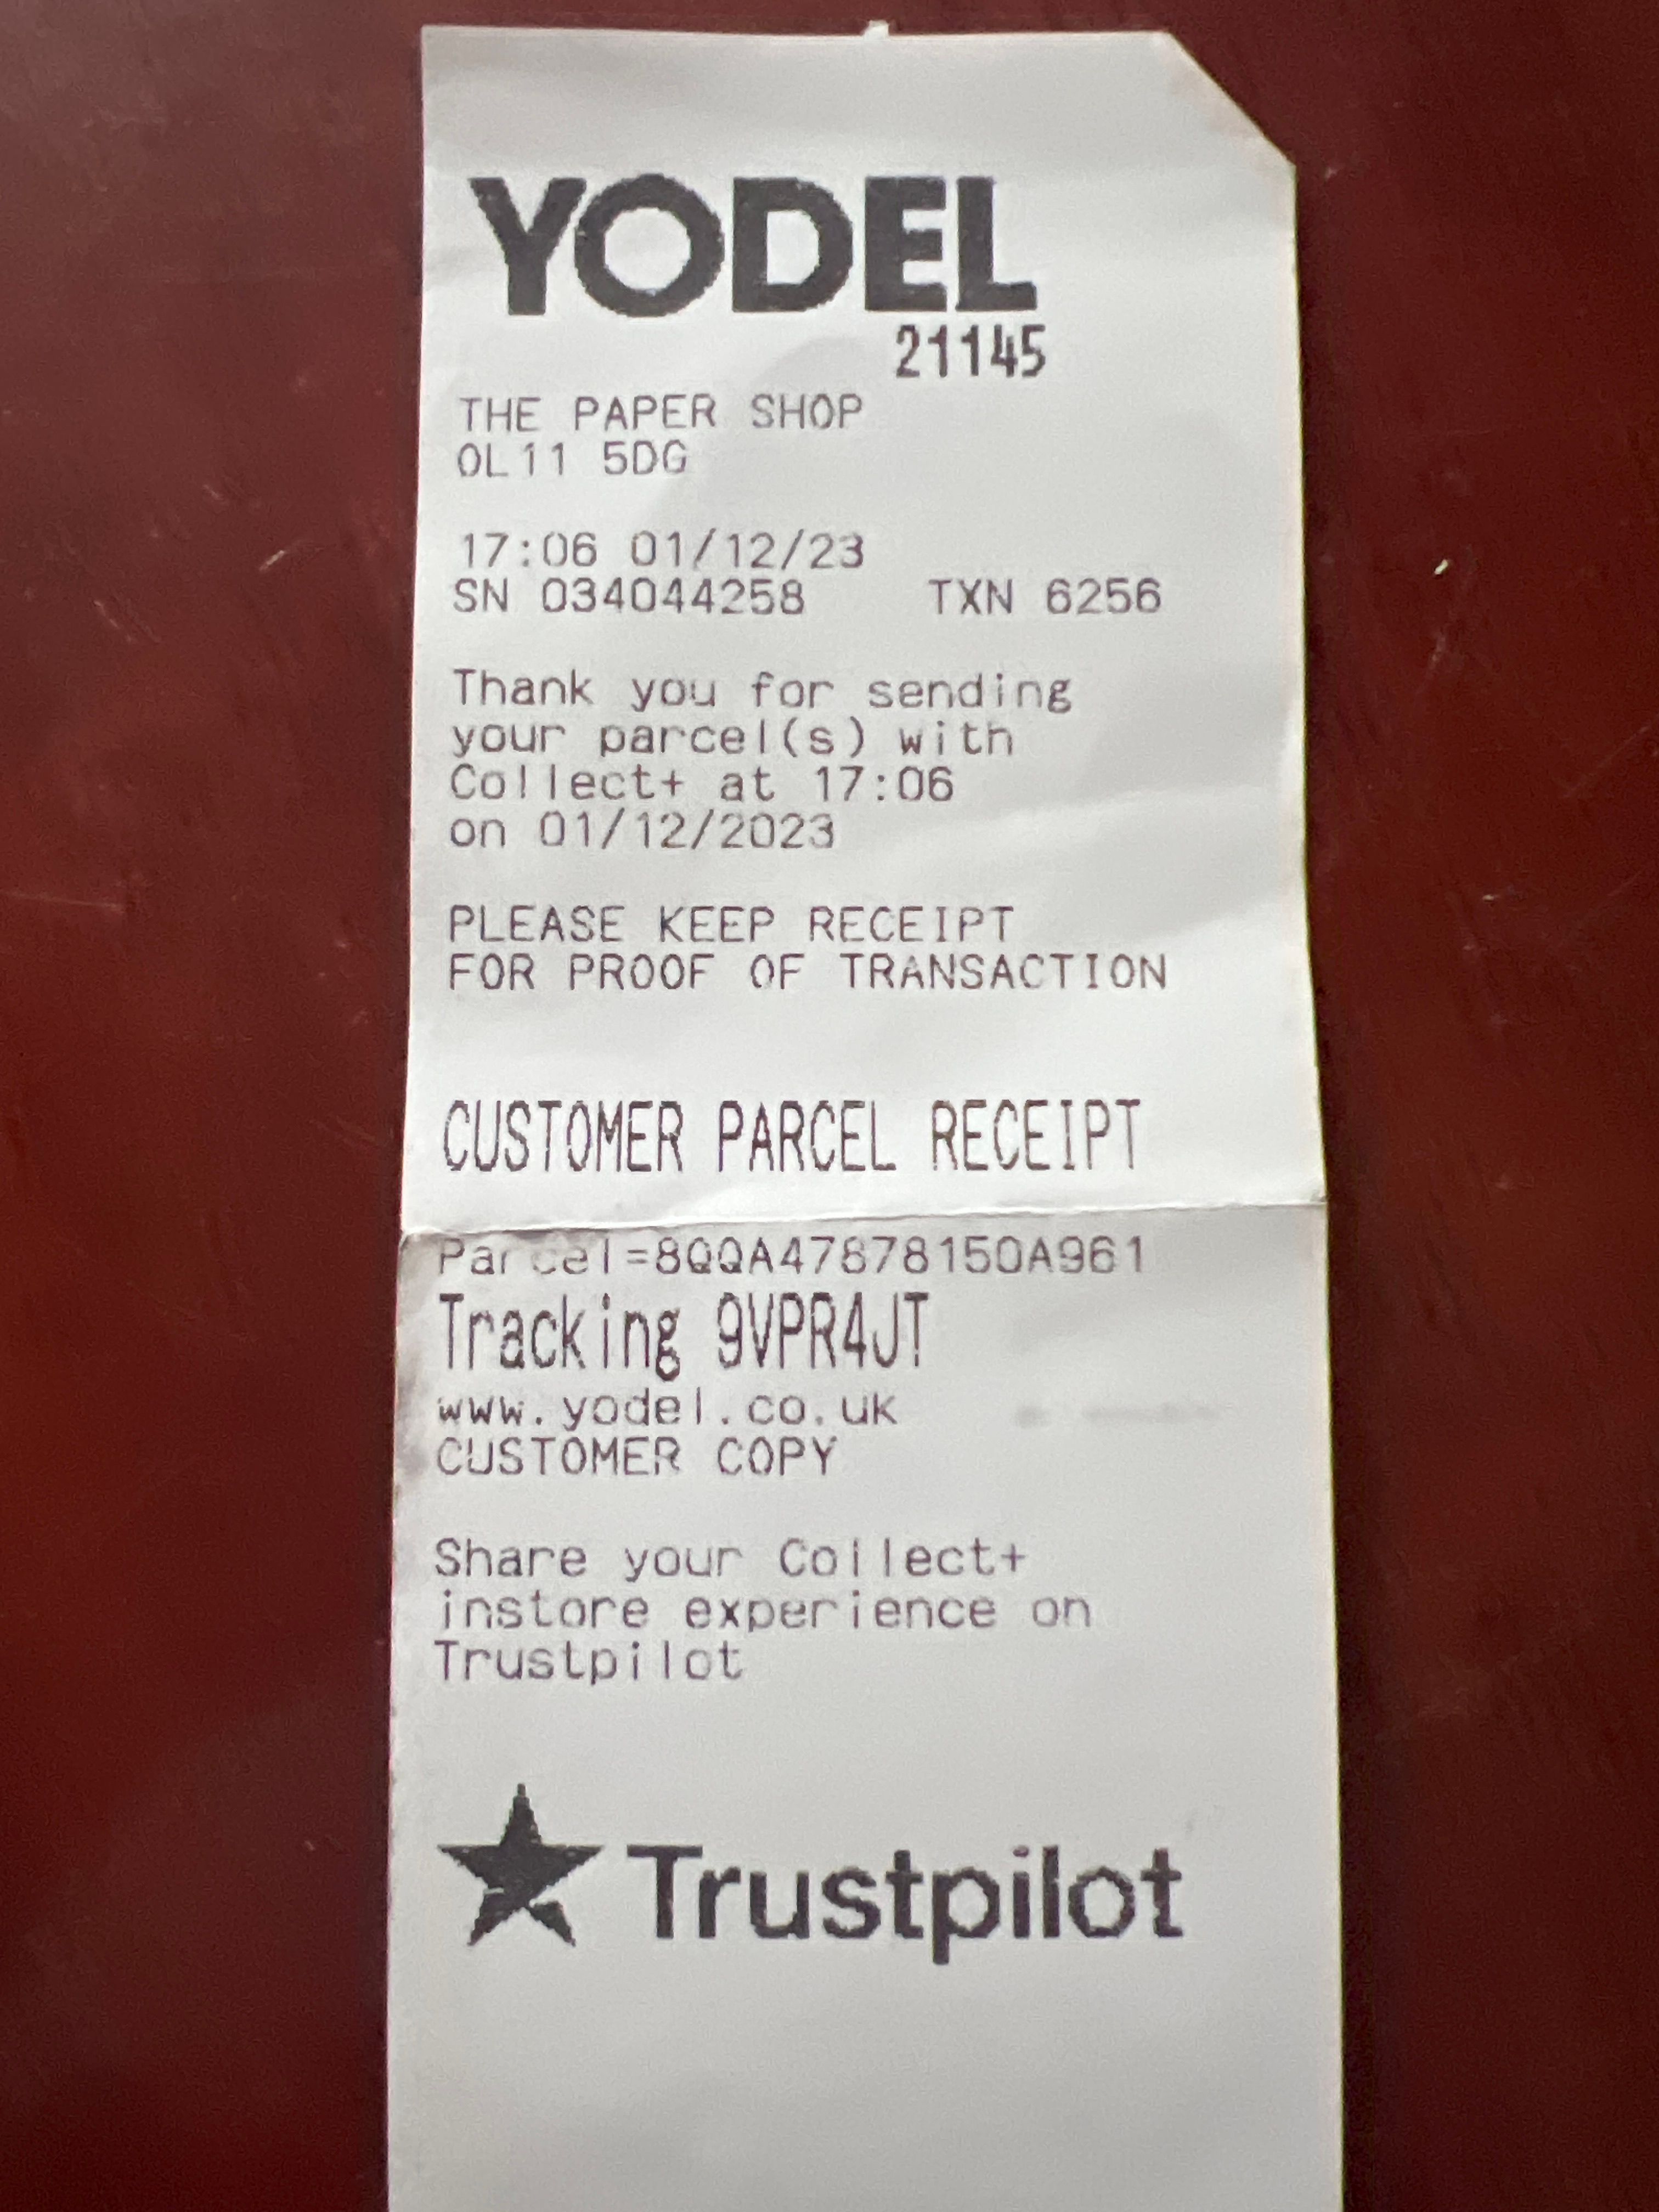 YODEL
21145
THE PAPER SHOP
OL11 5DG
17:06 01/12/23
SN 034044258 TXN 6256
Thank you for sending
your parcel(s) with
Collect+ at 17:06
on 01/12/2023
PLEASE KEEP RECEIPT
FOR PROOF OF TRANSACTION
CUSTOMER PARCEL RECEIPT
Parcel=8QQA47878150A961
Tracking 9VPR4JT
www.yodel.co.uk
CUSTOMER COPY
Share your Collect+
instore experience on
Trustpilot
Trustpilot